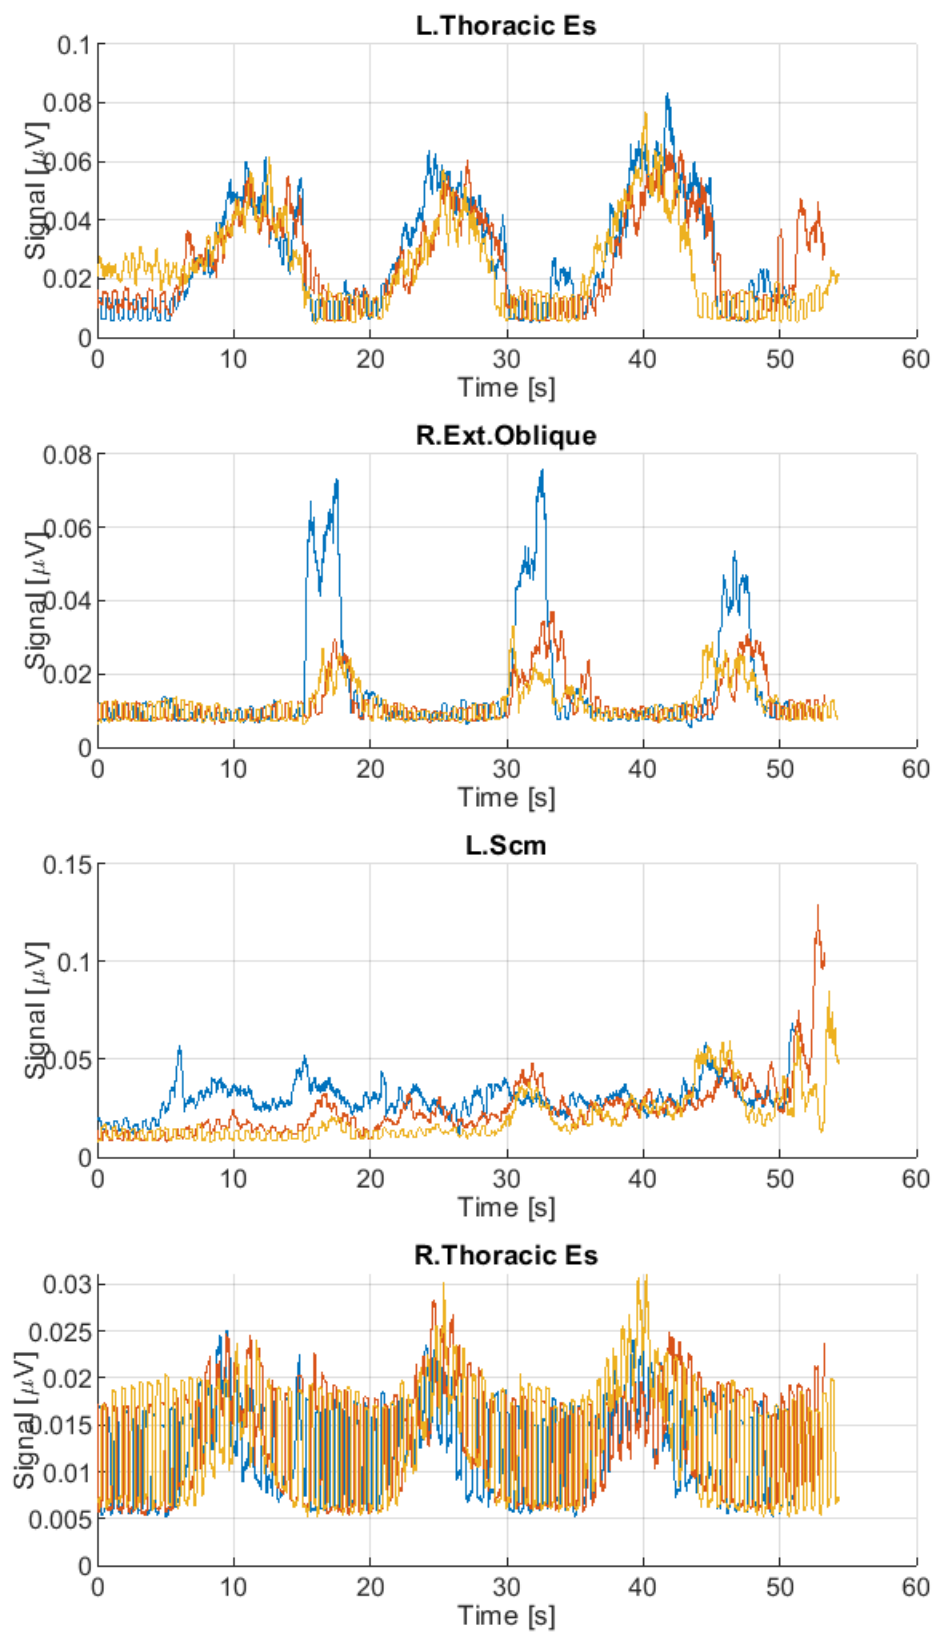 L.Thoracic Es
Signal [μV]
0.1
0.08
0.06
0.04
0.02
0
0 10 20 30 40 50 60
Time [s]
R.Ext.Oblique
Signal [μV]
0.08
0.06
0.04
0.02
0
0 10 20 30 40 50 60
Time [s]
L.Scm
Signal [μV]
0.15
0.1
0.05
0
0 10 20 30 40 50 60
Time [s]
R.Thoracic Es
Signal [μV]
0.03
0.025
0.02
0.015
0.01
0.005
0
0 10 20 30 40 50 60
Time [s]